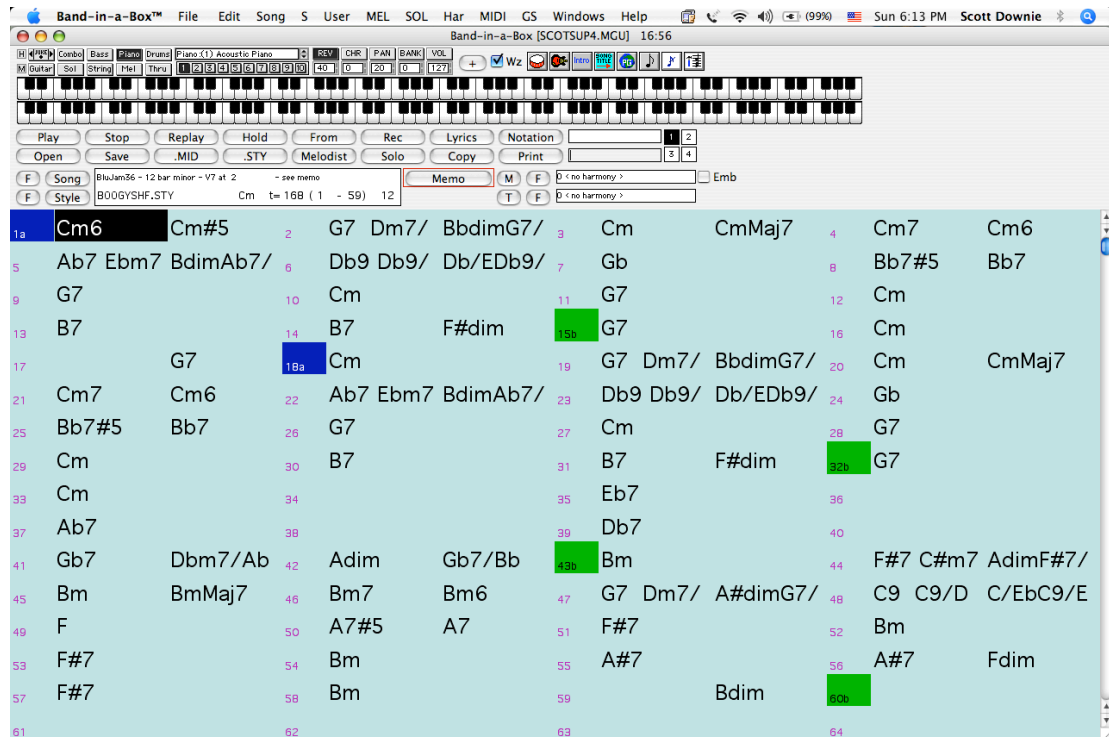 Band-in-a-Box™ File Edit Song S User MEL SOL Har MIDI GS Windows Help (99%) Sun 6:13 PM Scott Downie
Band-in-a-Box [SCOTSUP4.MGU] 16:56
H Combo Bass Piano Drums Piano:(1) Acoustic Piano REV CHR PAN BANK VOL
M Guitar Sol String Mel Thru 1 2 3 4 5 6 7 8 9 10 40 0 20 0 127 + Wz Intro SONG TITLE PG
Play Stop Replay Hold From Rec Lyrics Notation 1 2
Open Save .MID .STY Melodist Solo Copy Print 3 4
F Song BluJam36 - 12 bar minor - V7 at 2 - see memo Memo M F 0 < no harmony > Emb
F Style BOOGYSHF.STY Cm t= 168 ( 1 - 59) 12 T F 0 < no harmony >
1a Cm6 Cm#5 2 G7 Dm7/ BbdimG7/ 3 Cm CmMaj7 4 Cm7 Cm6
5 Ab7 Ebm7 BdimAb7/ 6 Db9 Db9/ Db/EDb9/ 7 Gb 8 Bb7#5 Bb7
9 G7 10 Cm 11 G7 12 Cm
13 B7 14 B7 F#dim 15b G7 16 Cm
17 G7 18a Cm 19 G7 Dm7/ BbdimG7/ 20 Cm CmMaj7
21 Cm7 Cm6 22 Ab7 Ebm7 BdimAb7/ 23 Db9 Db9/ Db/EDb9/ 24 Gb
25 Bb7#5 Bb7 26 G7 27 Cm 28 G7
29 Cm 30 B7 31 B7 F#dim 32b G7
33 Cm 34 35 Eb7 36
37 Ab7 38 39 Db7 40
41 Gb7 Dbm7/Ab 42 Adim Gb7/Bb 43b Bm 44 F#7 C#m7 AdimF#7/
45 Bm BmMaj7 46 Bm7 Bm6 47 G7 Dm7/ A#dimG7/ 48 C9 C9/D C/EbC9/E
49 F 50 A7#5 A7 51 F#7 52 Bm
53 F#7 54 Bm 55 A#7 56 A#7 Fdim
57 F#7 58 Bm 59 Bdim 60b
61 62 63 64